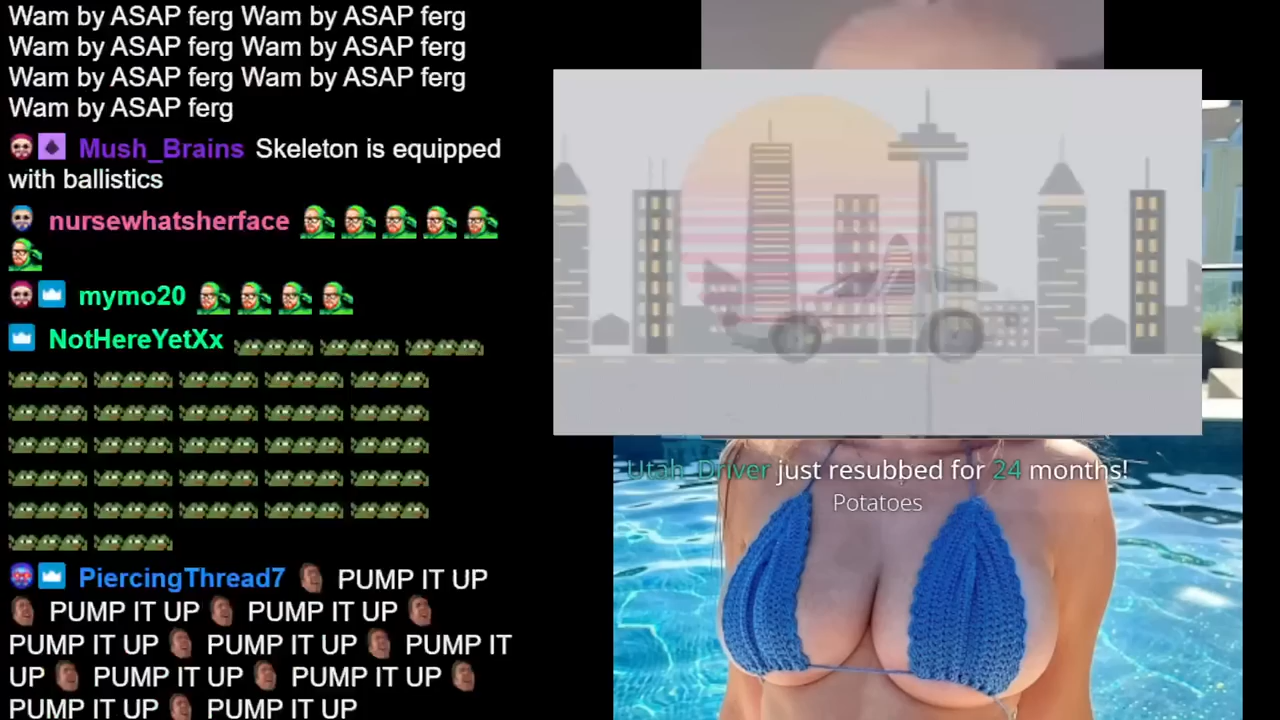 Wam by ASAP ferg Wam by ASAP ferg
Wam by ASAP ferg Wam by ASAP ferg
Wam by ASAP ferg Wam by ASAP ferg
Wam by ASAP ferg
Mush_Brains Skeleton is equipped
with ballistics
nursewhatsherface
mymo20
NotHereYetXx
PiercingThread7 PUMP IT UP
PUMP IT UP PUMP IT UP
PUMP IT UP PUMP IT UP PUMP IT
UP PUMP IT UP PUMP IT UP
PUMP IT UP PUMP IT UP
Utah_Driver just resubbed for 24 months!
Potatoes